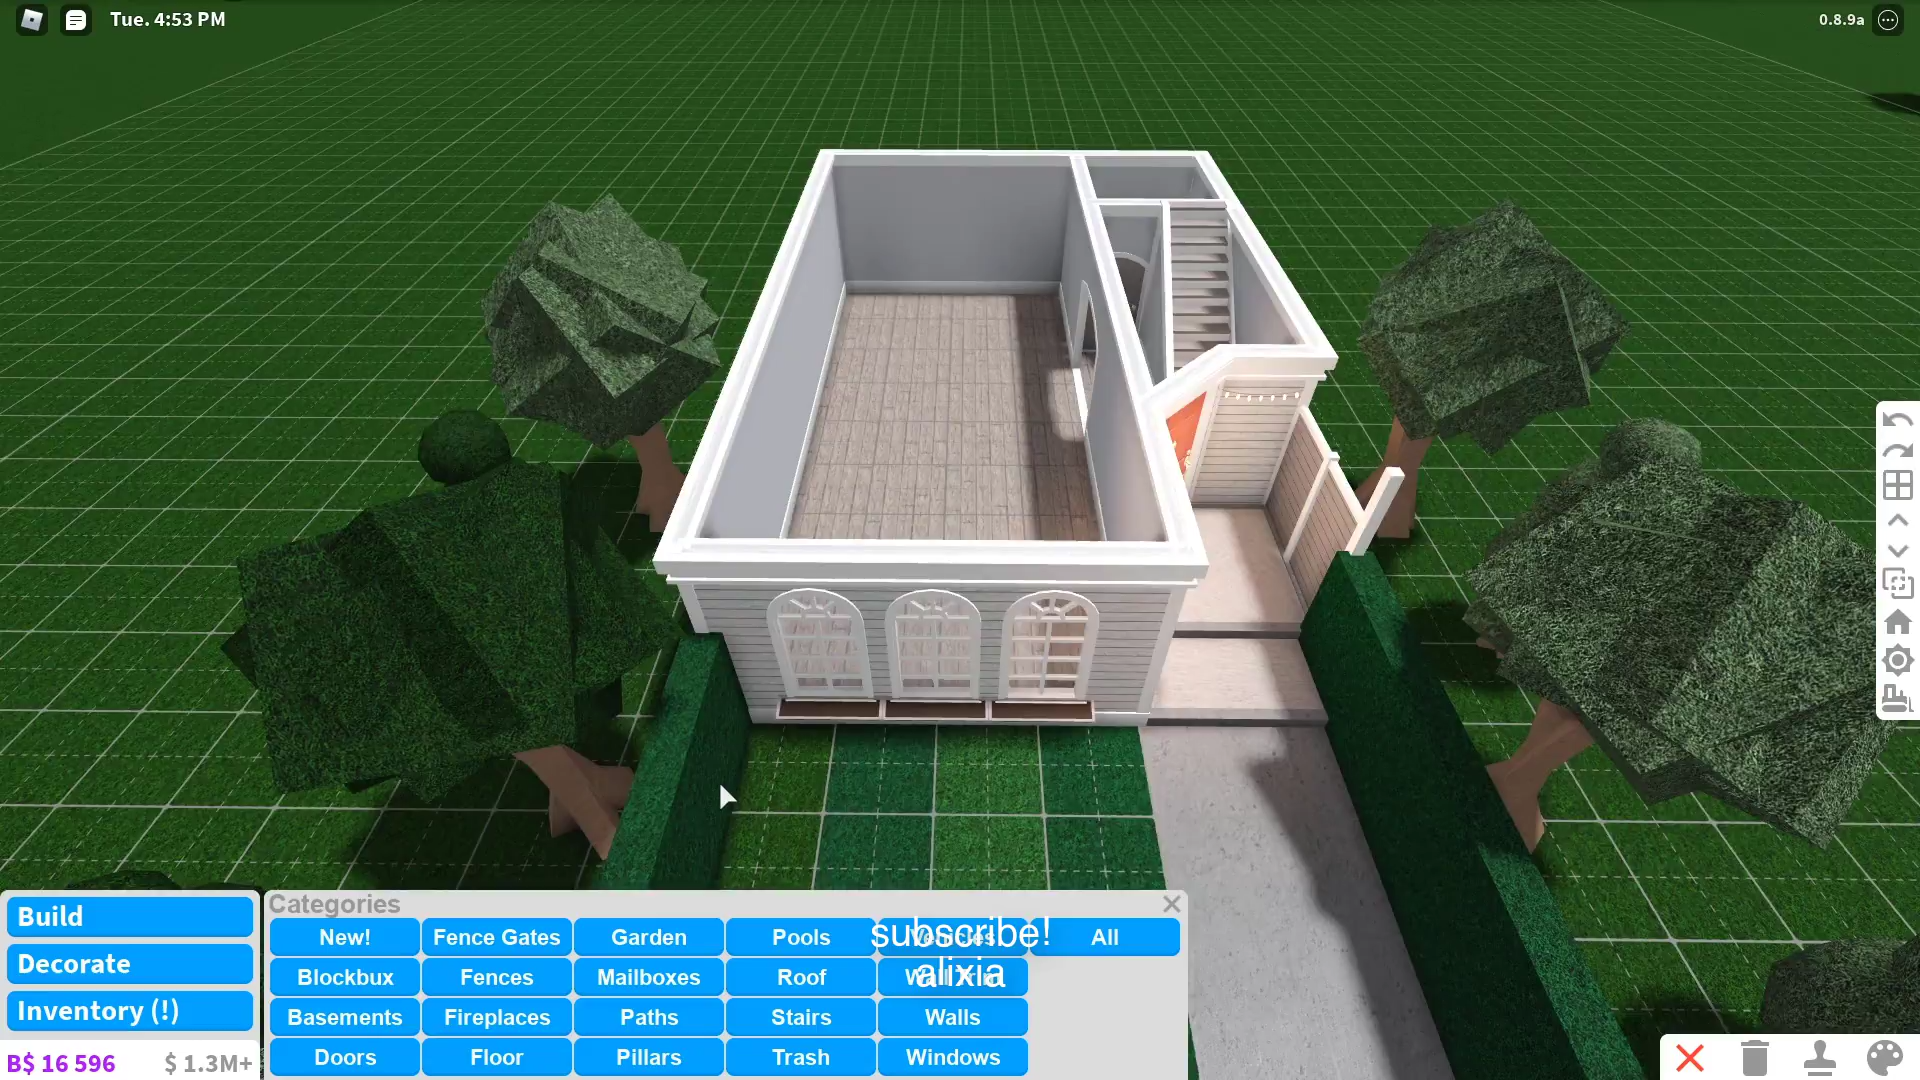 Tue. 4:53 PM
0.8.9a
Build
Decorate
Inventory (!)
B$ 16 596
$ 1.3M+
Categories
New!
Fence Gates
Garden
Pools
All
Blockbux
Fences
Mailboxes
Roof
Basements
Fireplaces
Paths
Stairs
Walls
Doors
Floor
Pillars
Trash
Windows
subscribe!
alixia